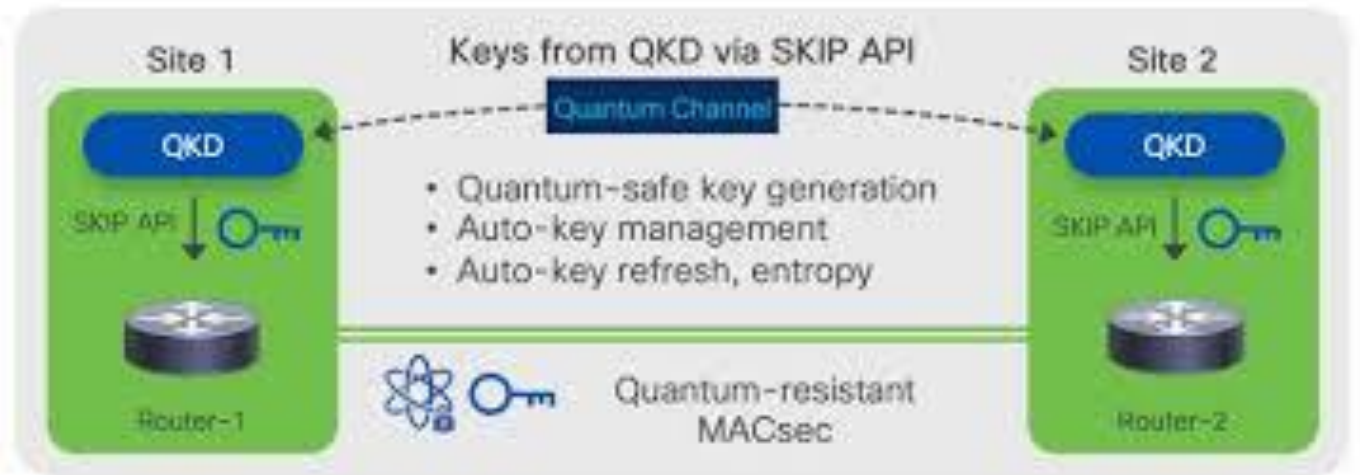 Keys from QKD via SKIP API
Site 1
Site 2
Quantum Channel
QKD
QKD
• Quantum-safe key generation
• Auto-key management
• Auto-key refresh, entropy
SKIP API
SKIP API
Router-1
Router-2
Quantum-resistant
MACsec